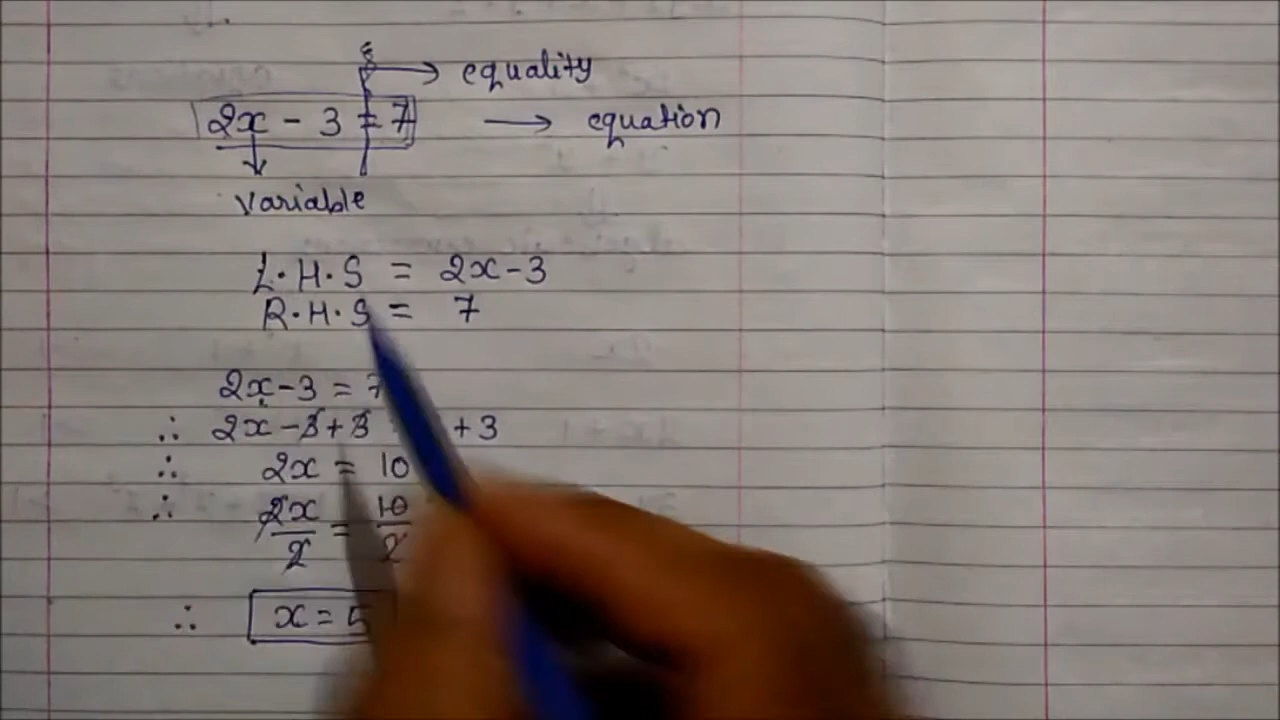 → equality
2x - 3 = 7 → equation
variable
L.H.S = 2x-3
R.H.S = 7
2x-3 = 7
∴ 2x -3+3 + 3
∴ 2x = 10
∴ 2x/2 = 10/2
∴ x = 5